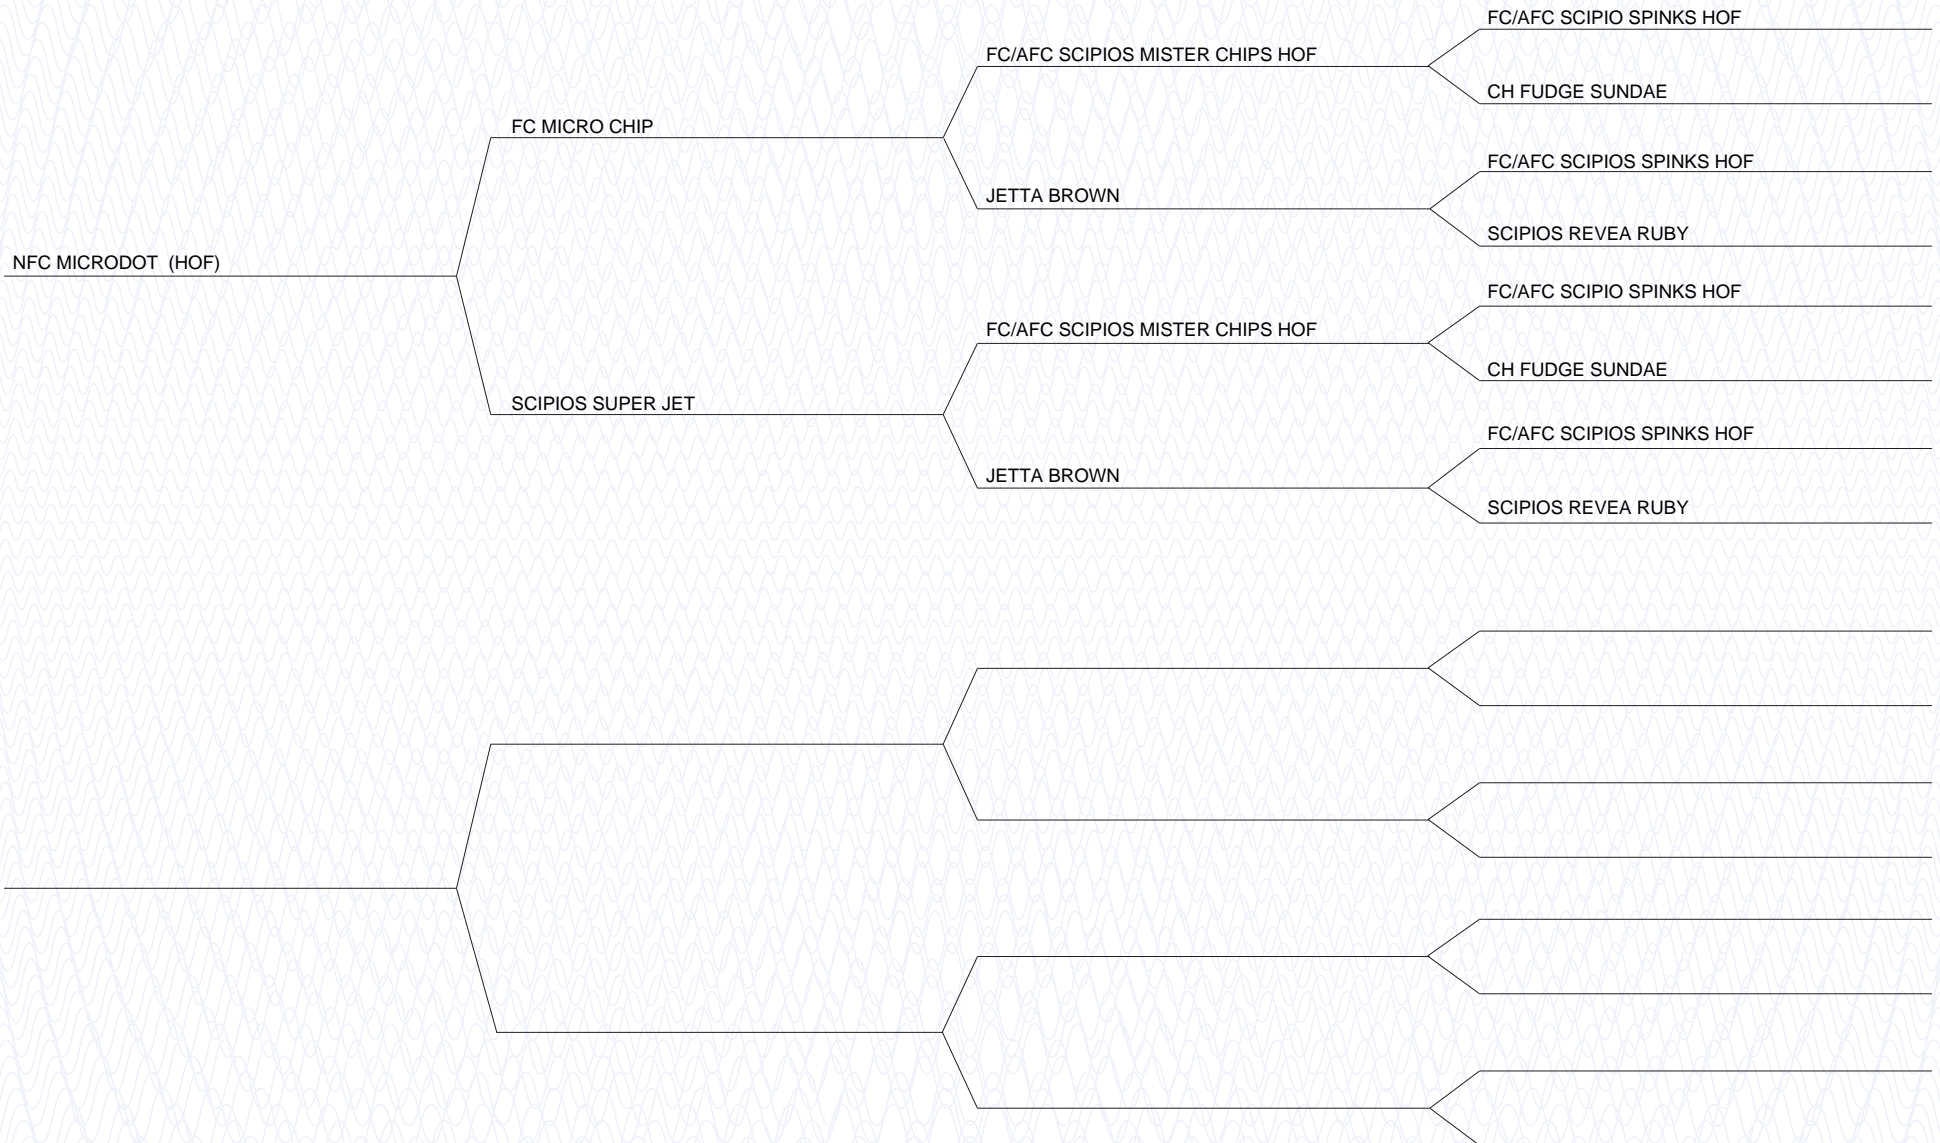 FC/AFC SCIPIO SPINKS HOF
FC/AFC SCIPIOS MISTER CHIPS HOF
CH FUDGE SUNDAE
FC MICRO CHIP
FC/AFC SCIPIOS SPINKS HOF
JETTA BROWN
SCIPIOS REVEA RUBY
NFC MICRODOT (HOF)
FC/AFC SCIPIO SPINKS HOF
FC/AFC SCIPIOS MISTER CHIPS HOF
CH FUDGE SUNDAE
SCIPIOS SUPER JET
FC/AFC SCIPIOS SPINKS HOF
JETTA BROWN
SCIPIOS REVEA RUBY